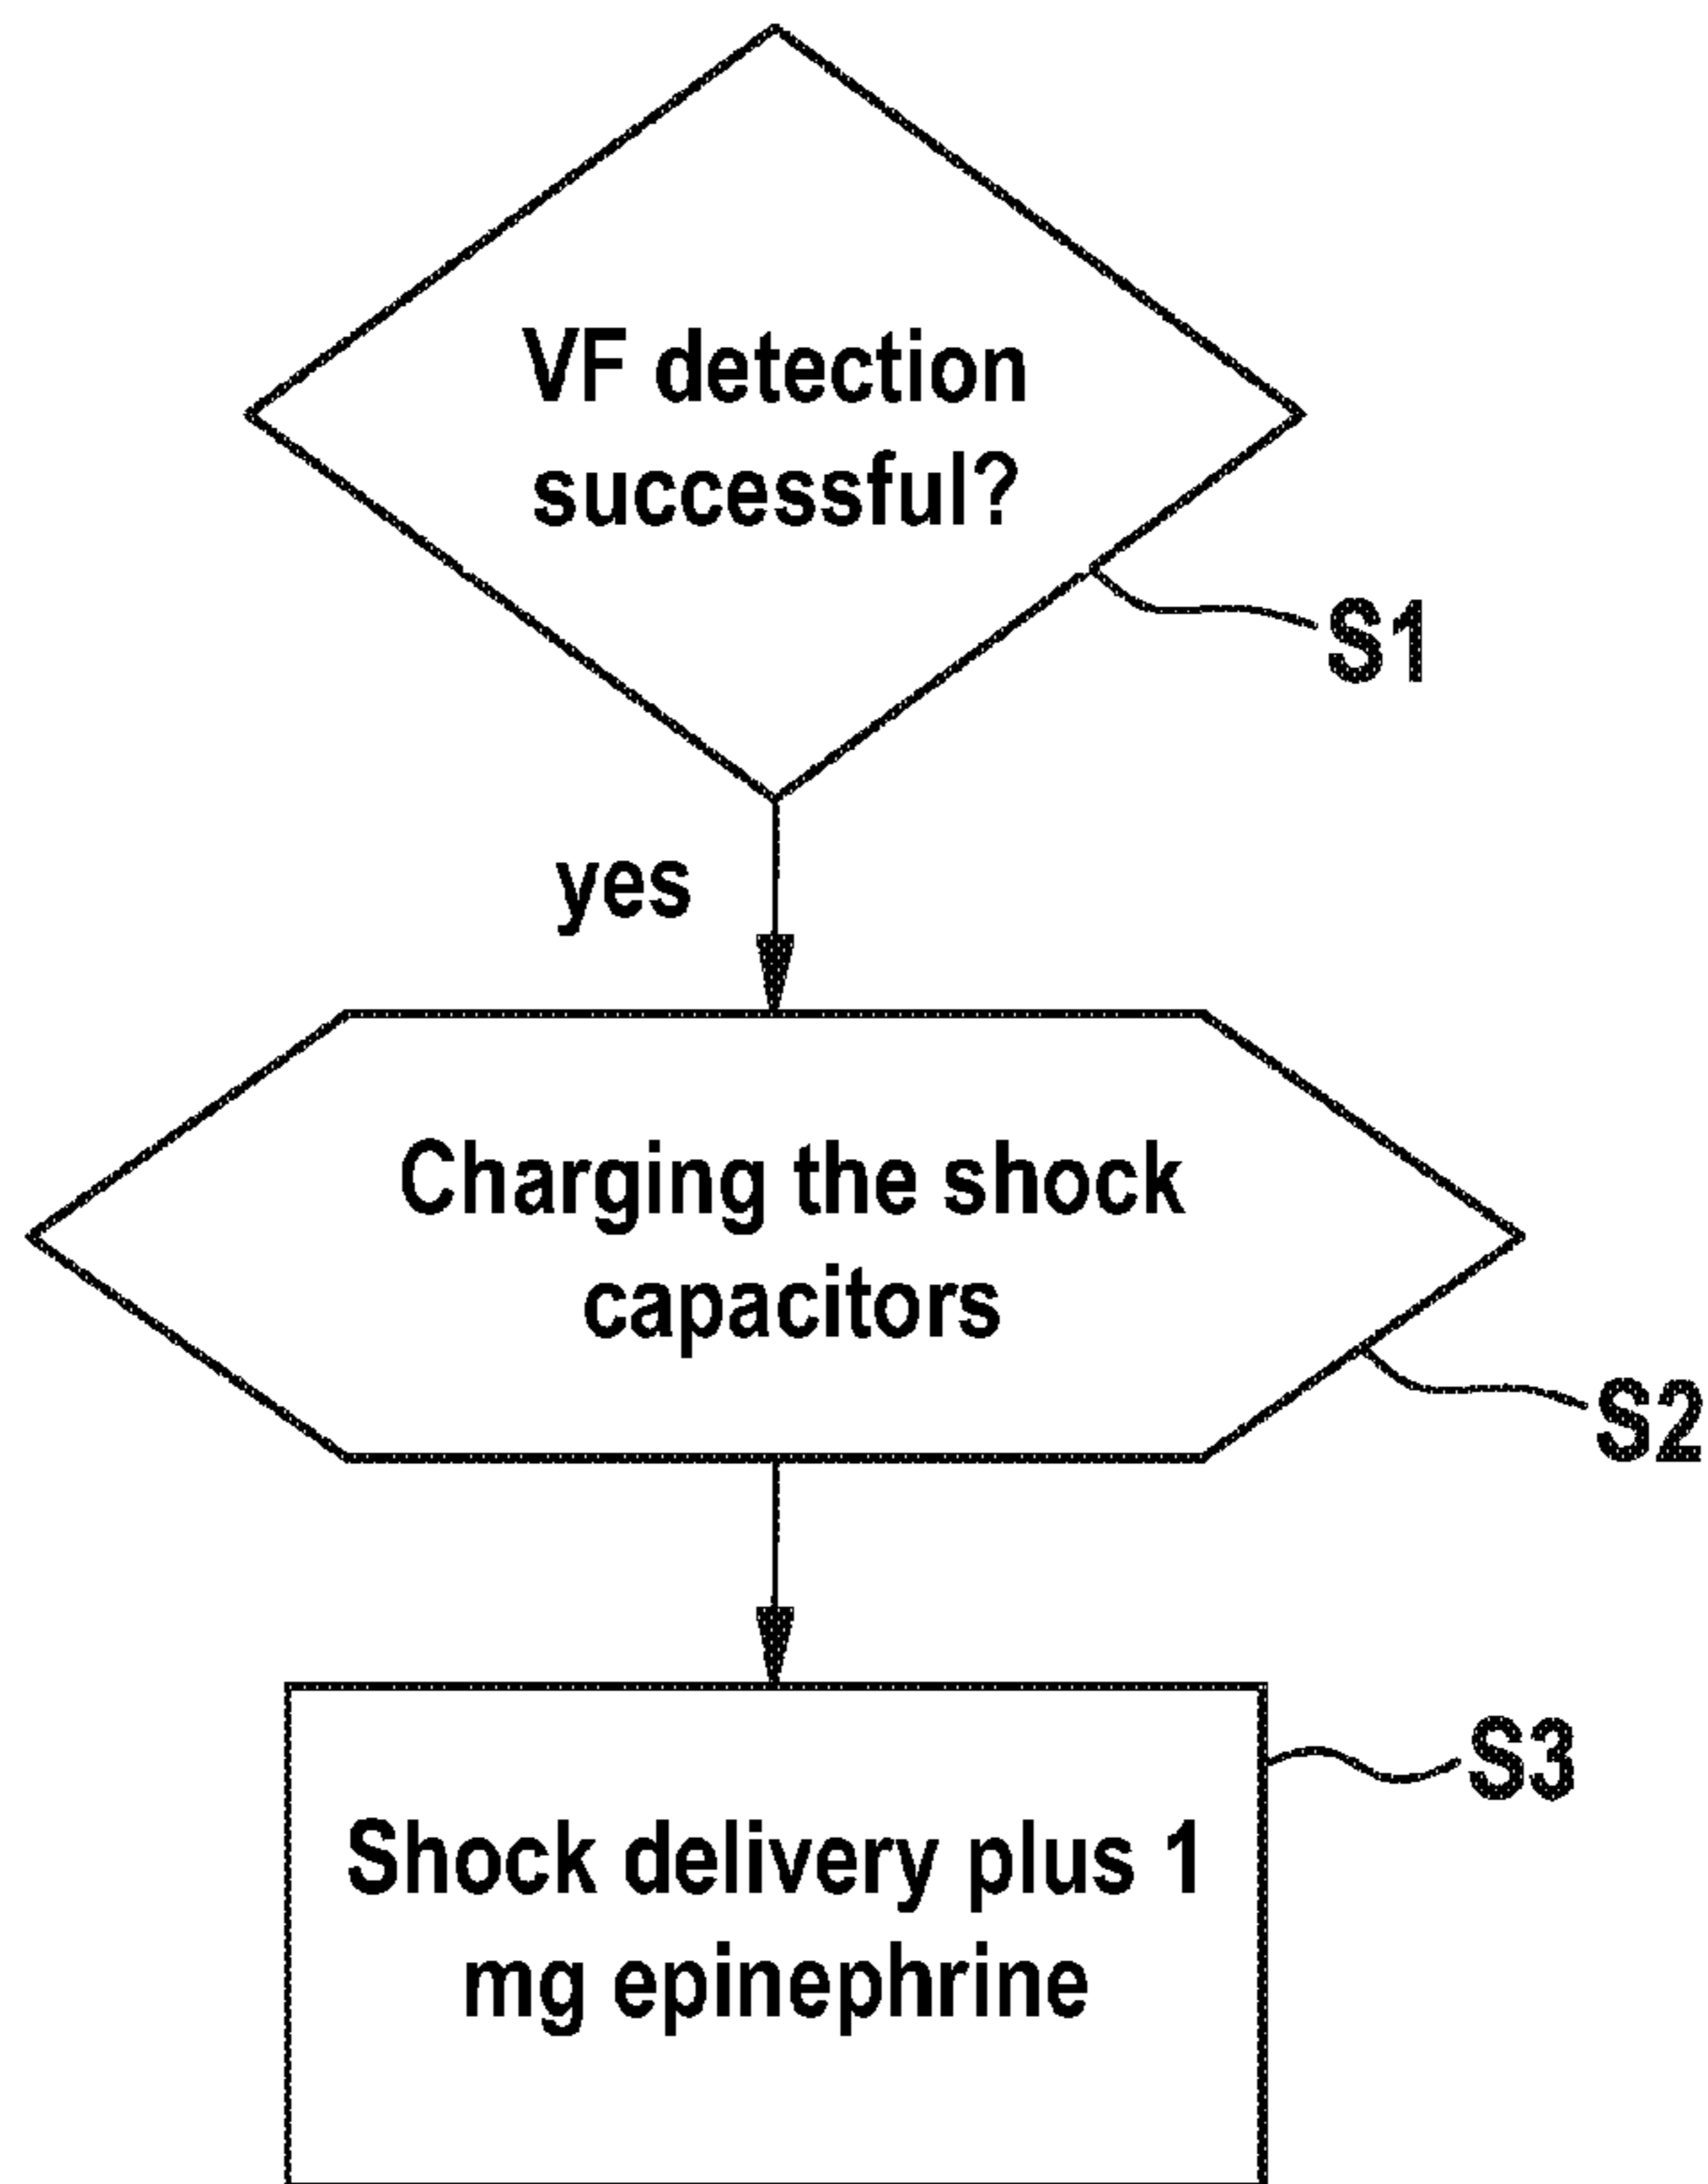 VF detection
successful?
S1
yes
Charging the shock
capacitors
S2
S3
Shock delivery plus 1
mg epinephrine